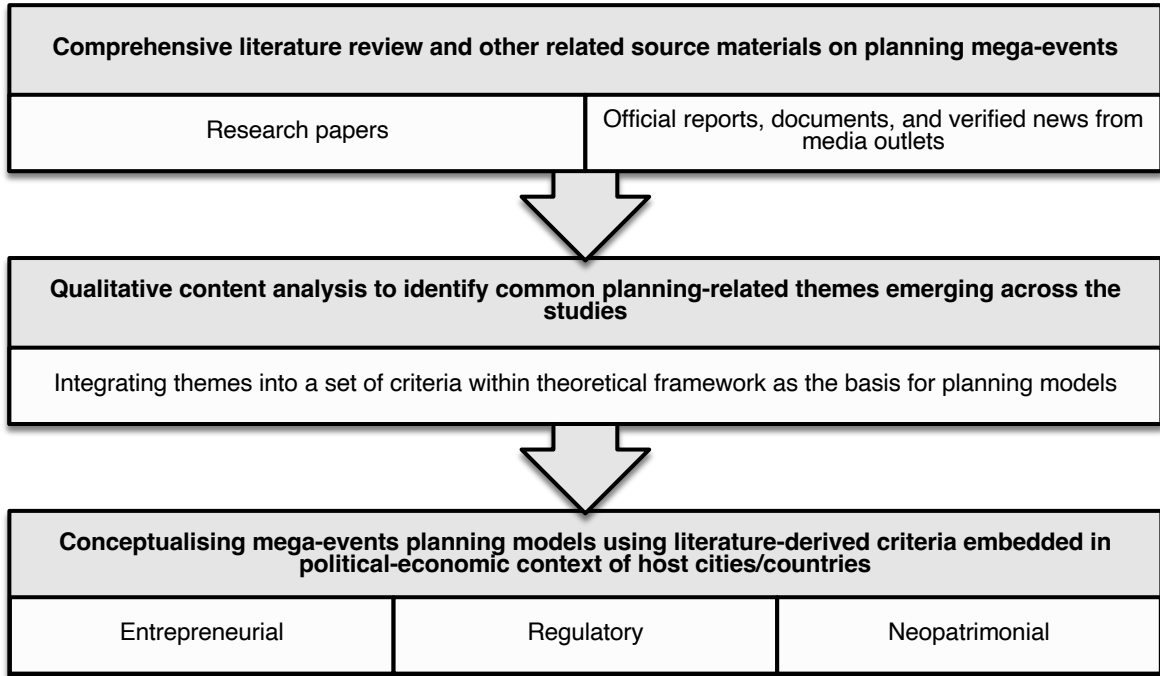 Comprehensive literature review and other related source materials on planning mega-events
Research papers
Official reports, documents, and verified news from
media outlets
Qualitative content analysis to identify common planning-related themes emerging across the
studies
Integrating themes into a set of criteria within theoretical framework as the basis for planning models
Conceptualising mega-events planning models using literature-derived criteria embedded in
political-economic context of host cities/countries
Entrepreneurial
Regulatory
Neopatrimonial